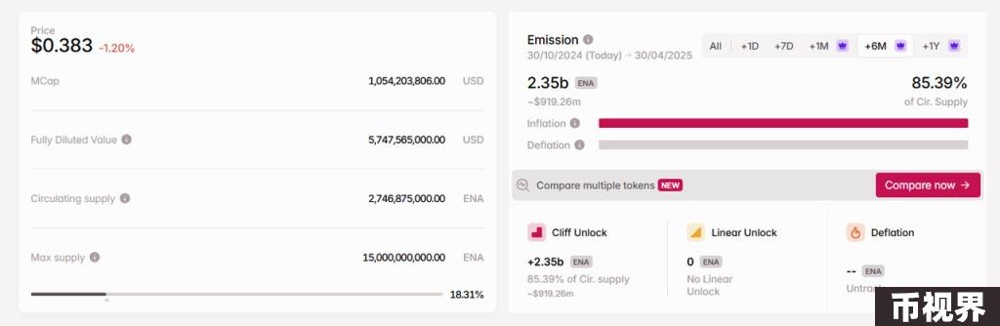 Price
$0.383 -1.20%
MCap 1,054,203,806.00 USD
Fully Diluted Value 5,747,565,000.00 USD
Circulating supply 2,746,875,000.00 ENA
Max supply 15,000,000,000.00 ENA
18.31%
Emission
30/10/2024 (Today) → 30/04/2025
All +1D +7D +1M +6M +1Y
2.35b ENA 85.39%
~$919.26m of Cir. Supply
Inflation
Deflation
Compare multiple tokens NEW Compare now →
Cliff Unlock
+2.35b ENA
85.39% of Cir. supply
~$919.26m
Linear Unlock
0 ENA
No Linear
Unlock
Deflation
-- ENA
币视界